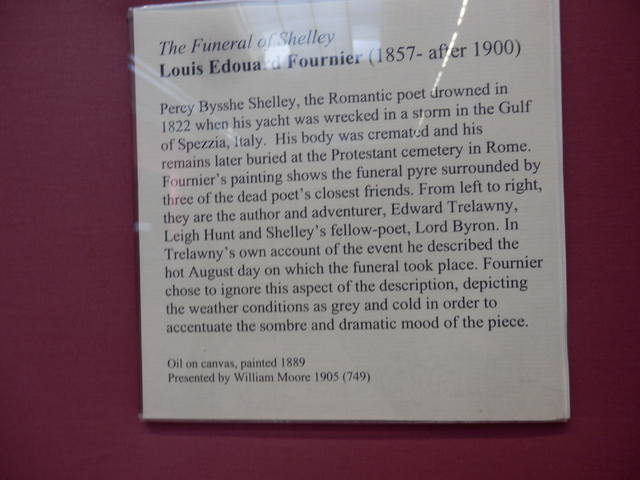 The Funeral of Shelley
Louis Edouard Fournier (1857- after 1900)
Percy Bysshe Shelley, the Romantic poet drowned in
1822 when his yacht was wrecked in a storm in the Gulf
of Spezzia, Italy.  His body was cremated and his
remains later buried at the Protestant cemetery in Rome.
Fournier's painting shows the funeral pyre surrounded by
three of the dead poet's closest friends. From left to right,
they are the author and adventurer, Edward Trelawny,
Leigh Hunt and Shelley's fellow-poet, Lord Byron. In
Trelawny's own account of the event he described the
hot August day on which the funeral took place. Fournier
chose to ignore this aspect of the description, depicting
the weather conditions as grey and cold in order to
accentuate the sombre and dramatic mood of the piece.
Oil on canvas, painted 1889
Presented by William Moore 1905 (749)